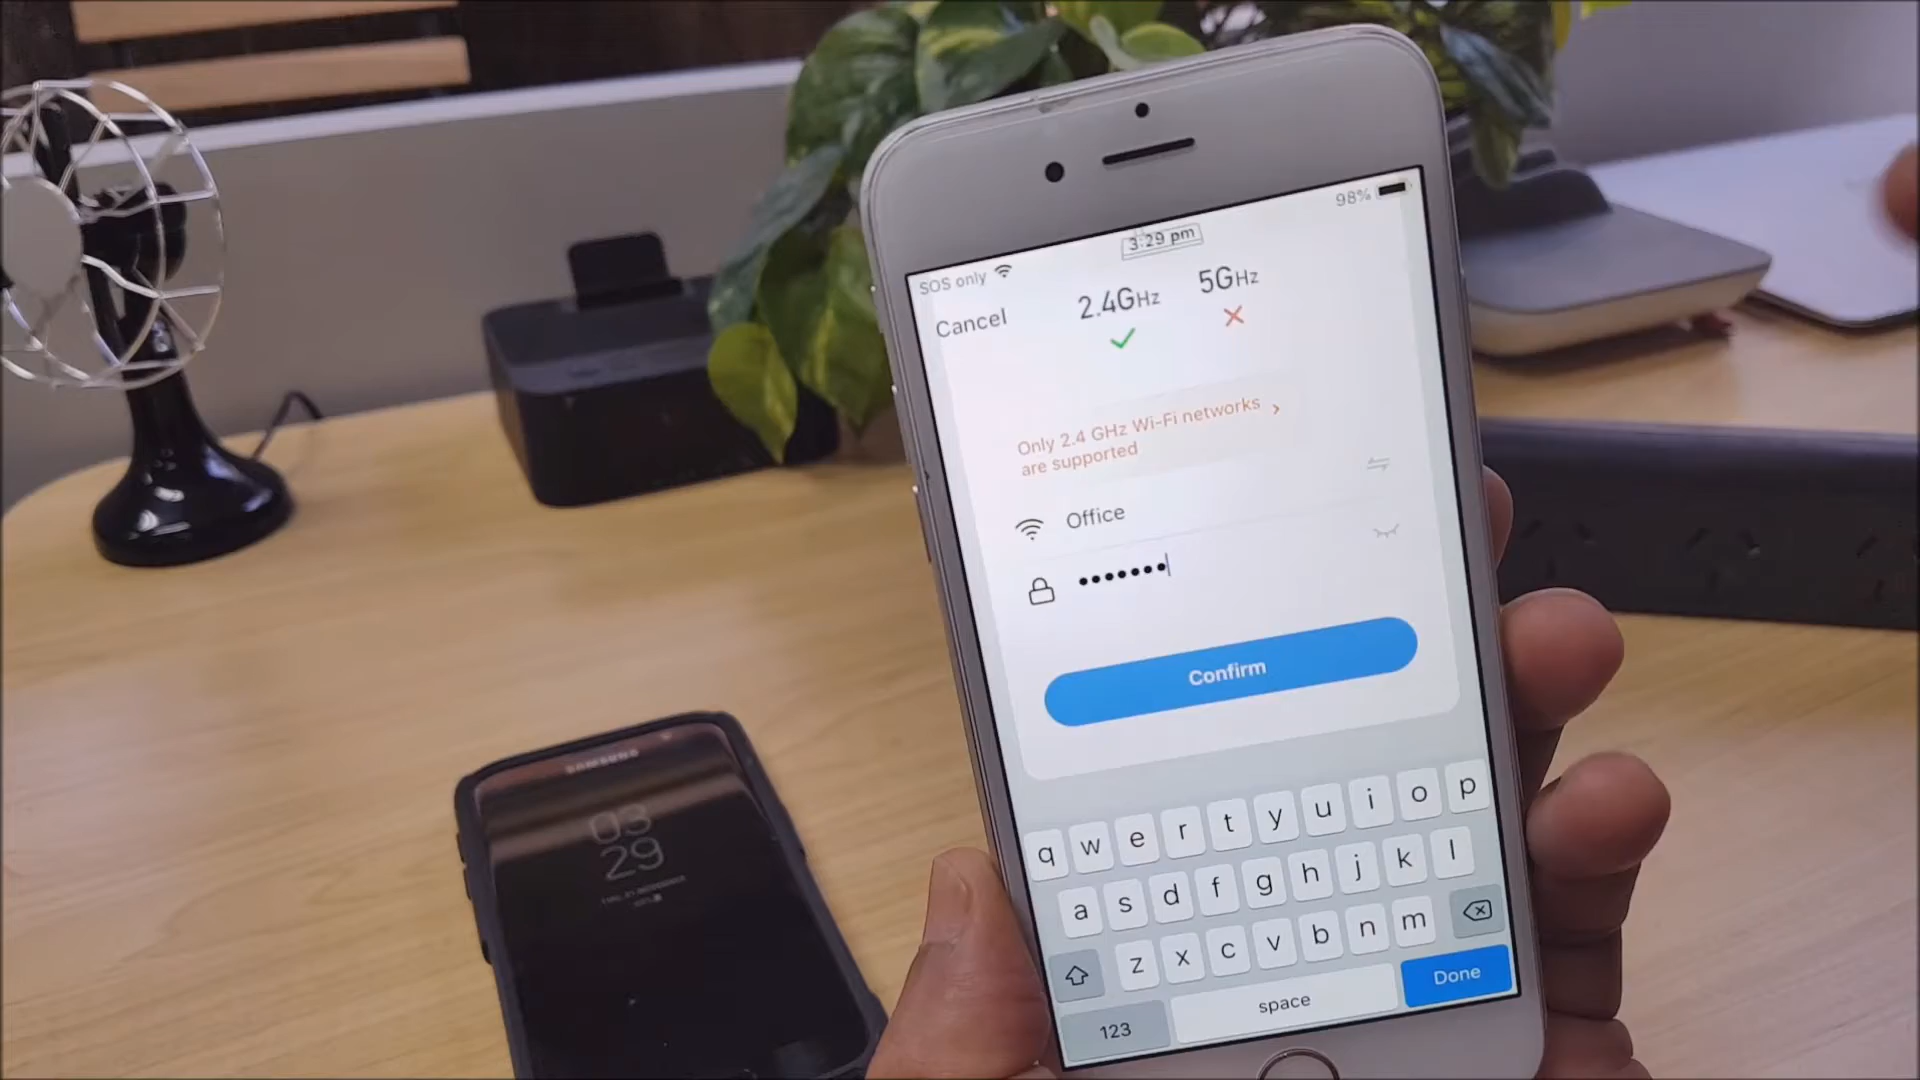 SOS only
3:29 pm
98%
Cancel
2.4GHz
5GHz
Only 2.4 GHz Wi-Fi networks
are supported
Office
•••••••
Confirm
q w e r t y u i o p
a s d f g h j k l
z x c v b n m
123
space
Done
SAMSUNG
03
29